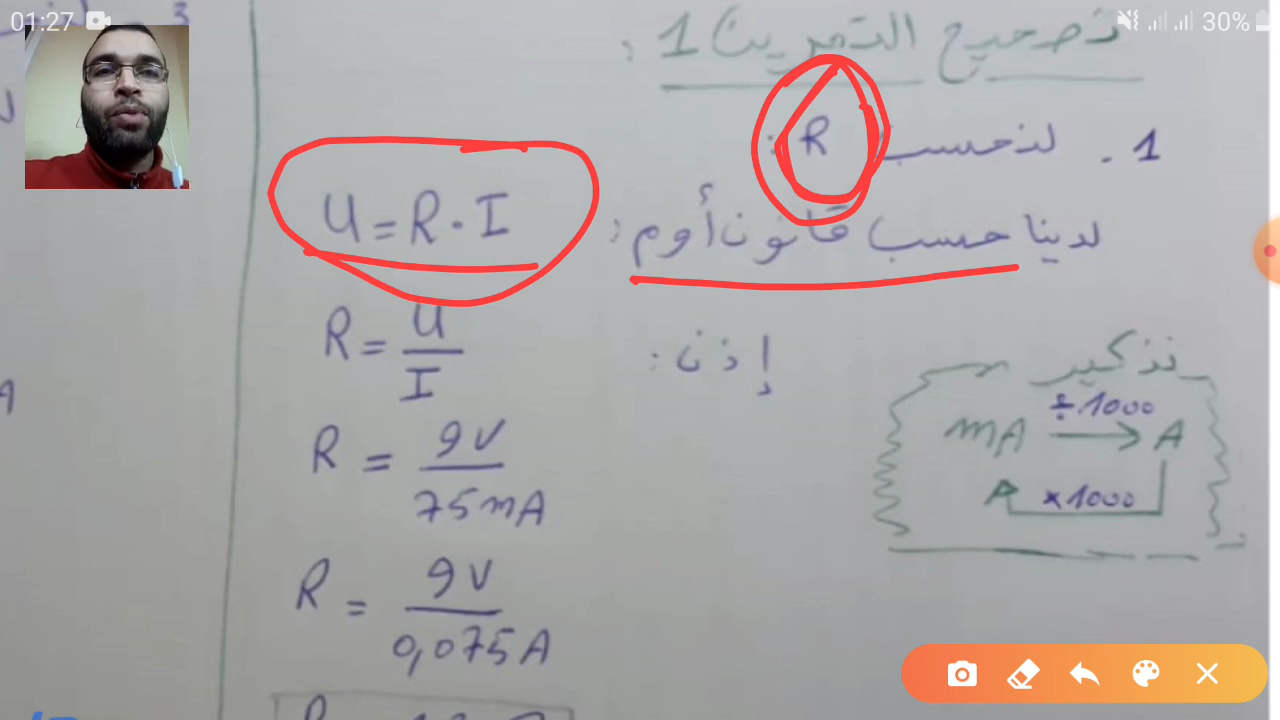 01:27
30%
تصحيح التمرين 1 :
1. لنحسب R :
لدينا حسب قانون أوم :
U = R . I
إذن :
R = U / I
R = 9V / 75mA
R = 9V / 0,075A
تذكير
÷1000
mA → A
×1000